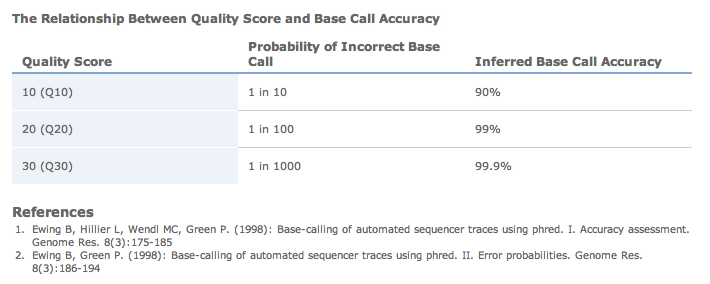 The Relationship Between Quality Score and Base Call Accuracy
Quality Score Probability of Incorrect Base Call Inferred Base Call Accuracy
10 (Q10) 1 in 10 90%
20 (Q20) 1 in 100 99%
30 (Q30) 1 in 1000 99.9%
References
1. Ewing B, Hillier L, Wendl MC, Green P. (1998): Base-calling of automated sequencer traces using phred. I. Accuracy assessment.
Genome Res. 8(3):175-185
2. Ewing B, Green P. (1998): Base-calling of automated sequencer traces using phred. II. Error probabilities. Genome Res.
8(3):186-194